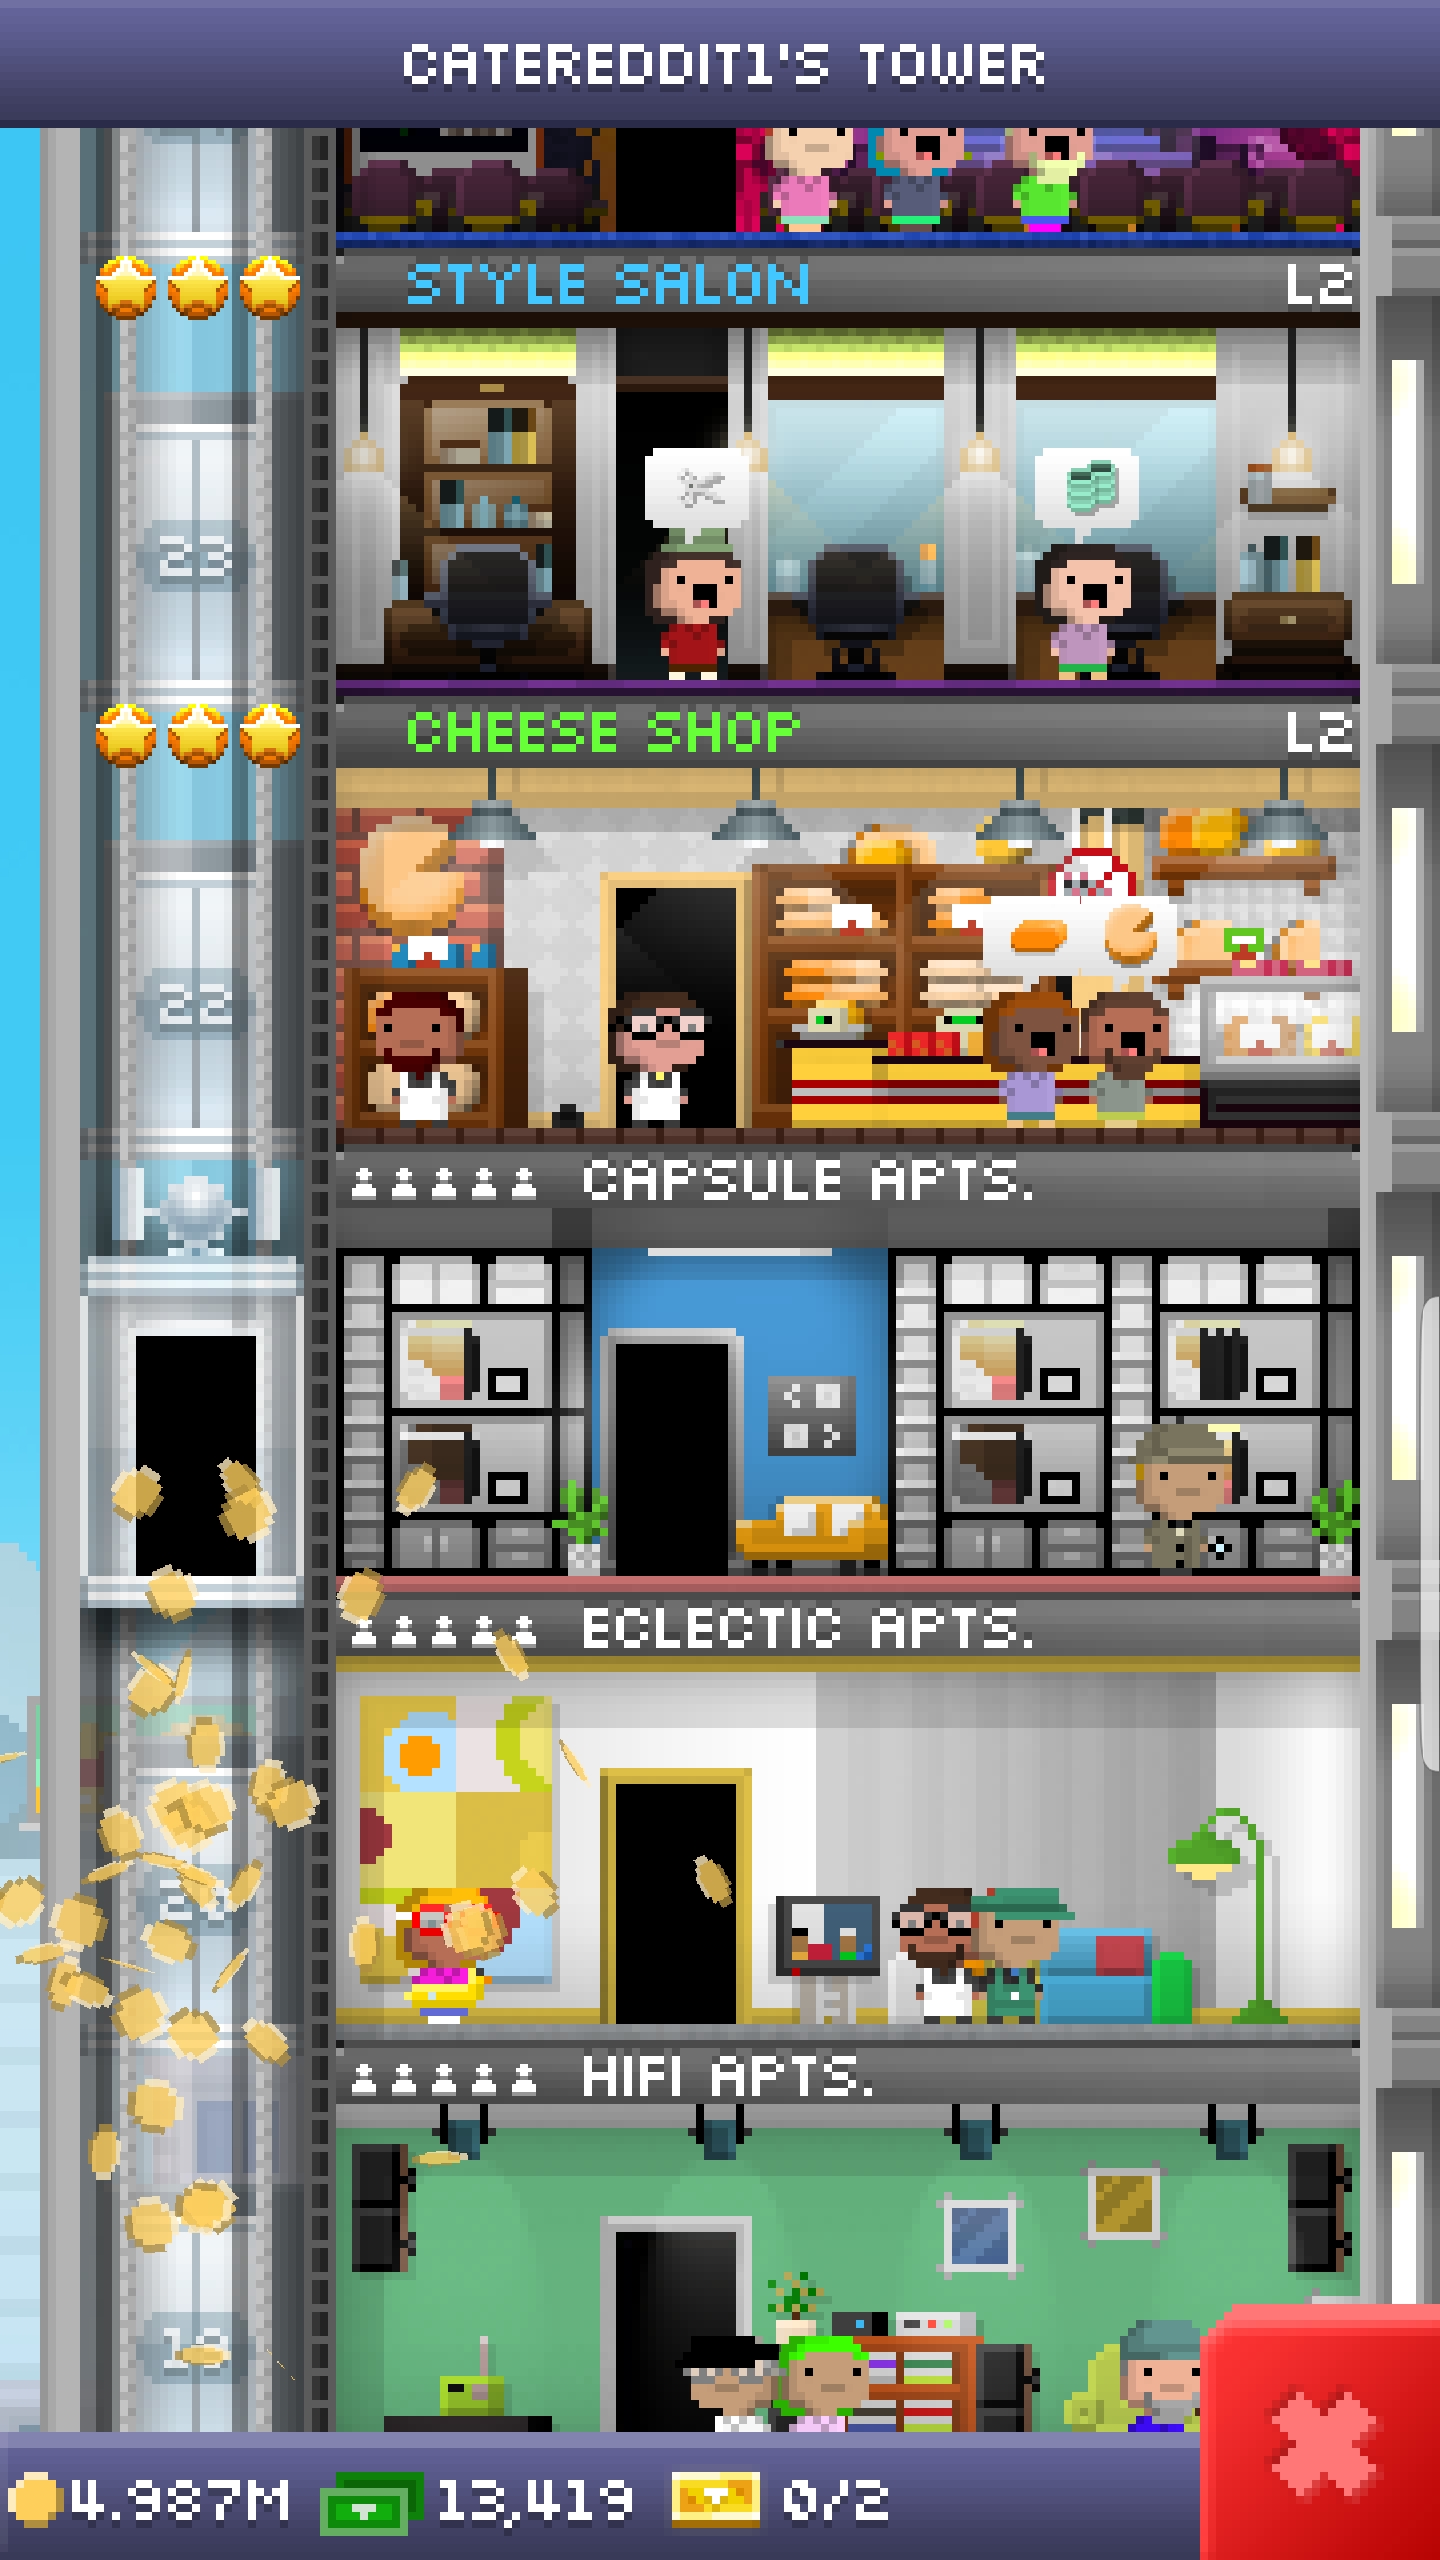 CATEREDDIT1'S TOWER
STYLE SALON L2
23
CHEESE SHOP L2
22
CAPSULE APTS.
ECLECTIC APTS.
HIFI APTS.
4.987M 13,419 0/2